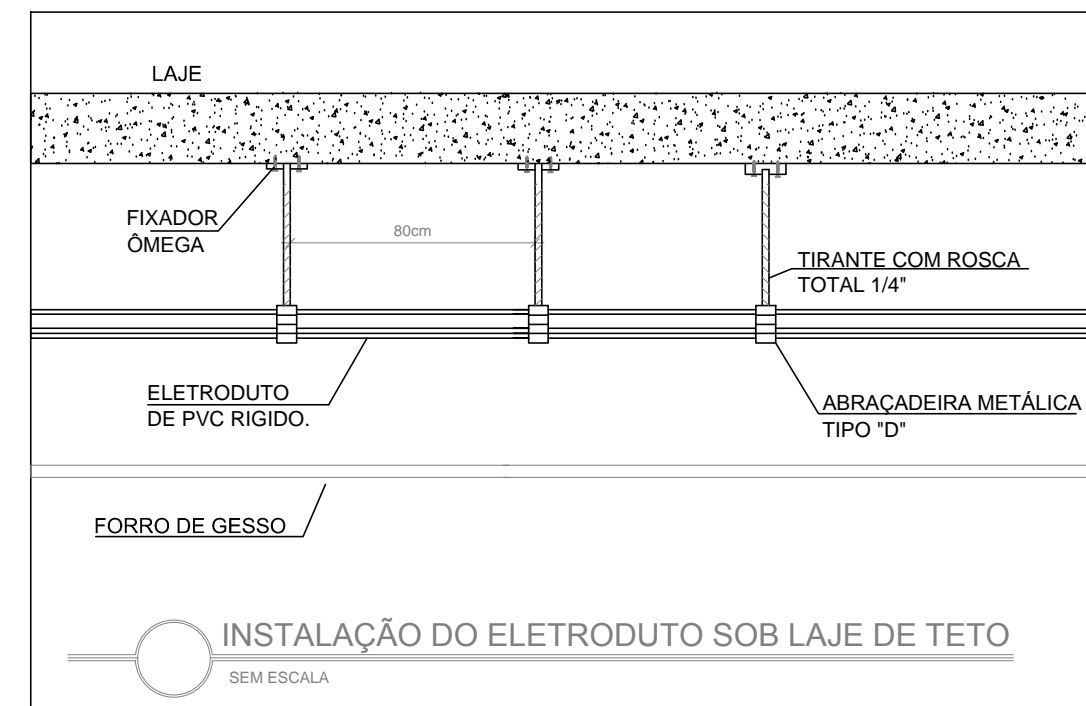 LAJE
FIXADOR
ÔMEGA
80cm
TIRANTE COM ROSCA
TOTAL 1/4"
ELETRODUTO
DE PVC RIGIDO.
ABRAÇADEIRA METÁLICA
TIPO "D"
FORRO DE GESSO
INSTALAÇÃO DO ELETRODUTO SOB LAJE DE TETO
SEM ESCALA